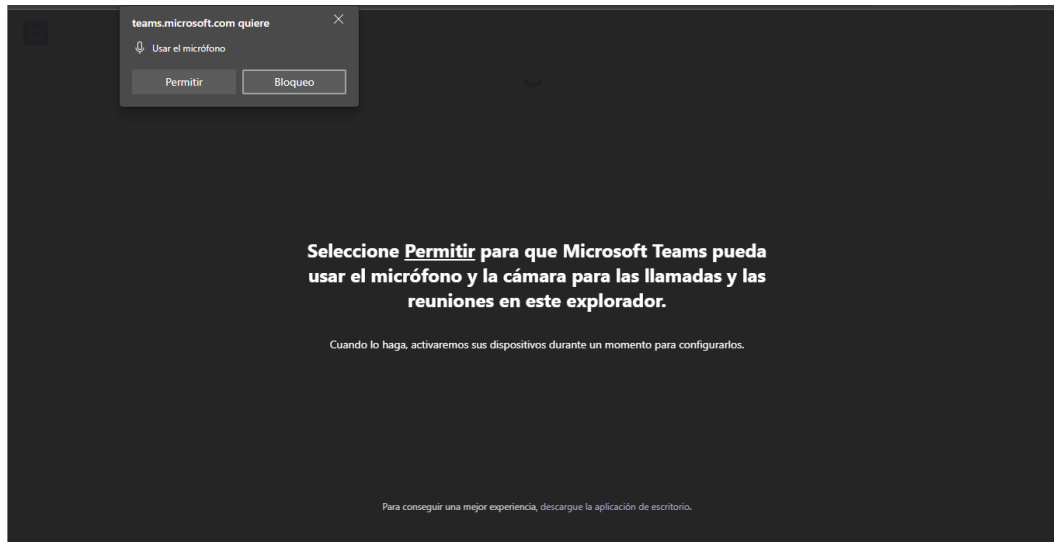 teams.microsoft.com quiere
Usar el micrófono
Permitir
Bloqueo
Seleccione Permitir para que Microsoft Teams pueda
usar el micrófono y la cámara para las llamadas y las
reuniones en este explorador.
Cuando lo haga, activaremos sus dispositivos durante un momento para configurarlos.
Para conseguir una mejor experiencia, descargue la aplicación de escritorio.